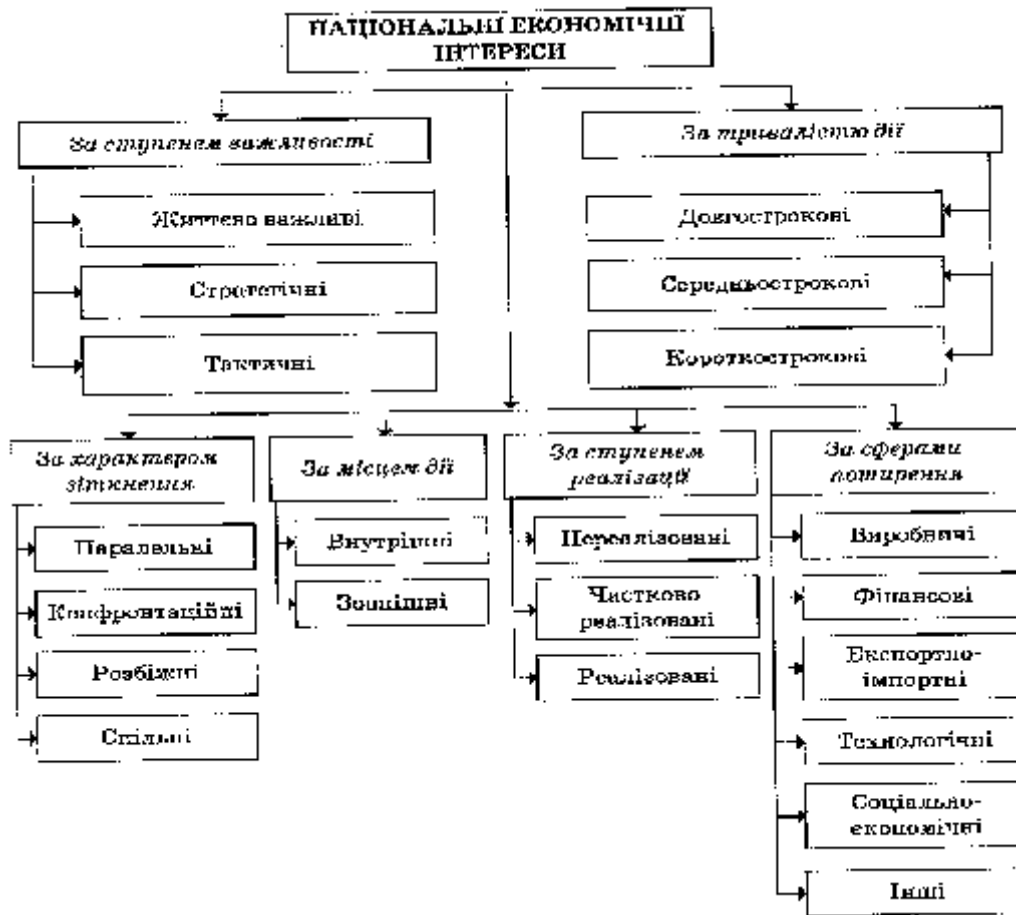 НАЦІОНАЛЬНІ ЕКОНОМІЧНІ
ІНТЕРЕСИ
За ступенем важливості
Життєво важливі
Стратегічні
Тактичні
За тривалістю дії
Довгострокові
Середньострокові
Короткострокові
За характером
зіткнення
Паралельні
Конфронтаційні
Розбіжні
Спільні
За місцем дії
Внутрішні
Зовнішні
За ступенем
реалізації
Нереалізовані
Частково
реалізовані
Реалізовані
За сферами
поширення
Виробничі
Фінансові
Експортно-
імпортні
Технологічні
Соціально-
економічні
Інші